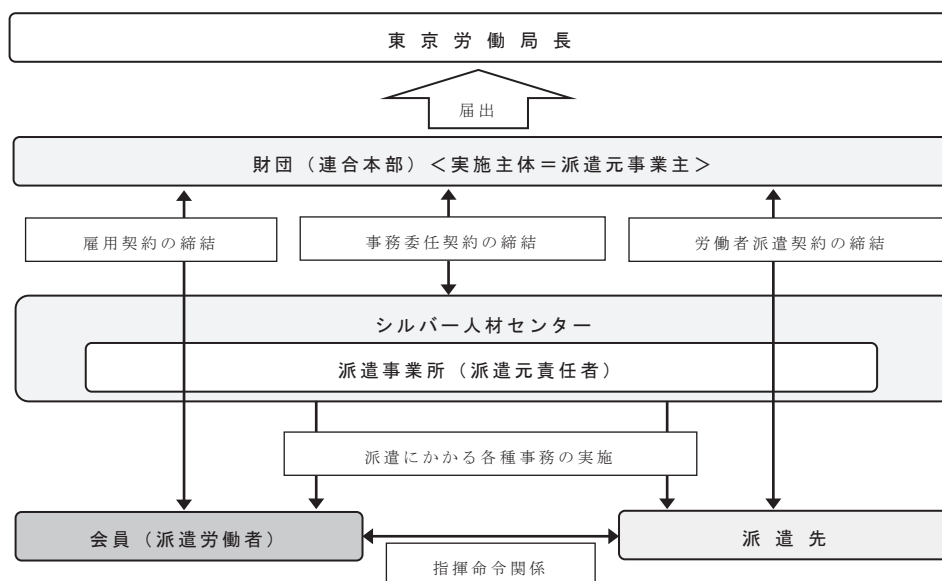 東京労働局長
届出
財団（連合本部）＜実施主体＝派遣元事業主＞
雇用契約の締結
事務委任契約の締結
労働者派遣契約の締結
シルバー人材センター
派遣事業所（派遣元責任者）
派遣にかかる各種事務の実施
会員（派遣労働者）
派遣先
指揮命令関係